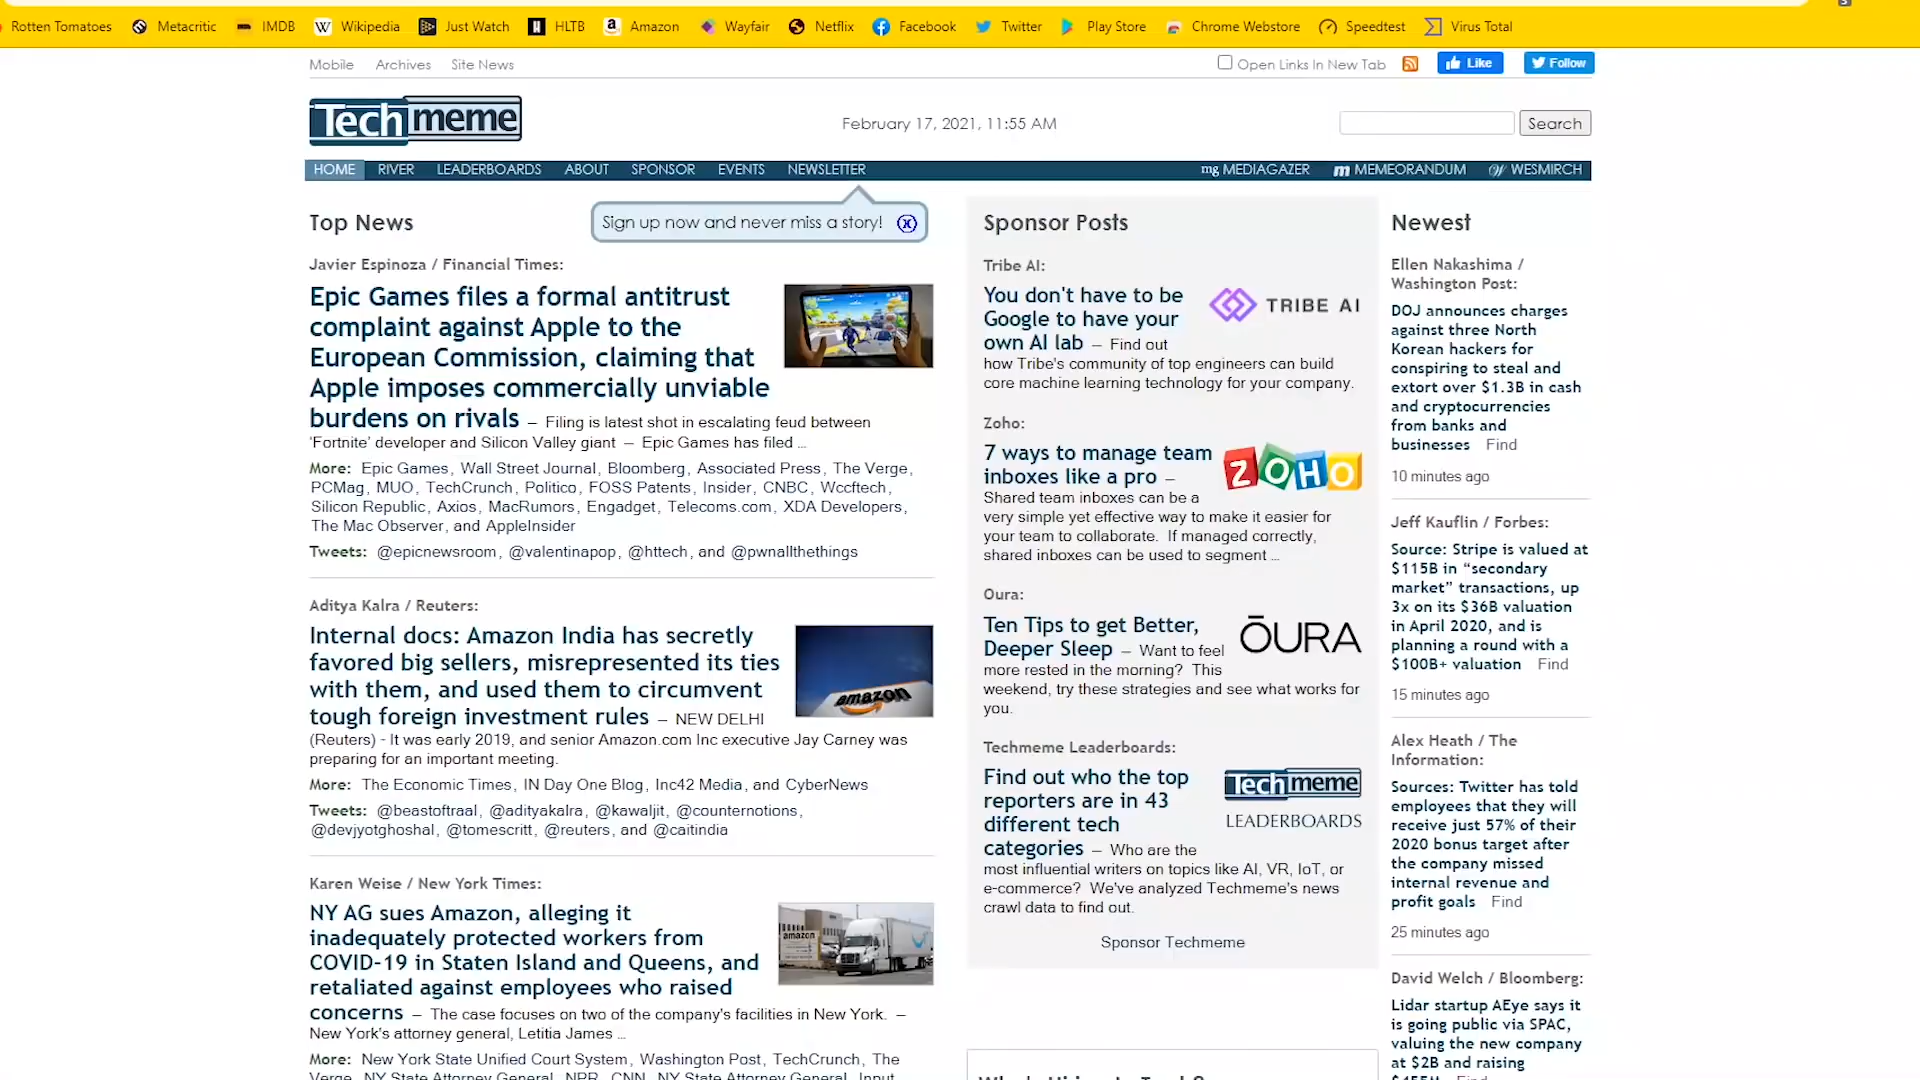 Rotten Tomatoes Metacritic IMDB Wikipedia Just Watch HLTB Amazon Wayfair Netflix Facebook Twitter Play Store Chrome Webstore Speedtest Virus Total
Mobile Archives Site News
Open Links In New Tab Like Follow
Techmeme
February 17, 2021, 11:55 AM
Search
HOME RIVER LEADERBOARDS ABOUT SPONSOR EVENTS NEWSLETTER
mg MEDIAGAZER m MEMEORANDUM W WESMIRCH
Top News
Sign up now and never miss a story!
Javier Espinoza / Financial Times:
Epic Games files a formal antitrust
complaint against Apple to the
European Commission, claiming that
Apple imposes commercially unviable
burdens on rivals – Filing is latest shot in escalating feud between
'Fortnite' developer and Silicon Valley giant – Epic Games has filed ...
More: Epic Games, Wall Street Journal, Bloomberg, Associated Press, The Verge,
PCMag, MUO, TechCrunch, Politico, FOSS Patents, Insider, CNBC, Wccftech,
Silicon Republic, Axios, MacRumors, Engadget, Telecoms.com, XDA Developers,
The Mac Observer, and AppleInsider
Tweets: @epicnewsroom, @valentinapop, @httech, and @pwnallthethings
Aditya Kalra / Reuters:
Internal docs: Amazon India has secretly
favored big sellers, misrepresented its ties
with them, and used them to circumvent
tough foreign investment rules – NEW DELHI
(Reuters) - It was early 2019, and senior Amazon.com Inc executive Jay Carney was
preparing for an important meeting.
amazon
More: The Economic Times, IN Day One Blog, Inc42 Media, and CyberNews
Tweets: @beastoftraal, @adityakalra, @kawaljit, @counternotions,
@devjyotghoshal, @tomescritt, @reuters, and @caitindia
Karen Weise / New York Times:
NY AG sues Amazon, alleging it
inadequately protected workers from
COVID-19 in Staten Island and Queens, and
retaliated against employees who raised
concerns – The case focuses on two of the company's facilities in New York. –
New York's attorney general, Letitia James ...
amazon
More: New York State Unified Court System, Washington Post, TechCrunch, The
Verge, NY State Attorney General, NPR, CNN, NY State Attorney General, Input
Sponsor Posts
Tribe AI:
You don't have to be
Google to have your
own AI lab – Find out
how Tribe's community of top engineers can build
core machine learning technology for your company.
TRIBE AI
Zoho:
7 ways to manage team
inboxes like a pro –
Shared team inboxes can be a
very simple yet effective way to make it easier for
your team to collaborate. If managed correctly,
shared inboxes can be used to segment ...
ZOHO
Oura:
Ten Tips to get Better,
Deeper Sleep – Want to feel
more rested in the morning? This
weekend, try these strategies and see what works for
you.
ŌURA
Techmeme Leaderboards:
Find out who the top
reporters are in 43
different tech
categories – Who are the
most influential writers on topics like AI, VR, IoT, or
e-commerce? We've analyzed Techmeme's news
crawl data to find out.
Techmeme
LEADERBOARDS
Sponsor Techmeme
Newest
Ellen Nakashima /
Washington Post:
DOJ announces charges
against three North
Korean hackers for
conspiring to steal and
extort over $1.3B in cash
and cryptocurrencies
from banks and
businesses Find
10 minutes ago
Jeff Kauflin / Forbes:
Source: Stripe is valued at
$115B in “secondary
market” transactions, up
3x on its $36B valuation
in April 2020, and is
planning a round with a
$100B+ valuation Find
15 minutes ago
Alex Heath / The
Information:
Sources: Twitter has told
employees that they will
receive just 57% of their
2020 bonus target after
the company missed
internal revenue and
profit goals Find
25 minutes ago
David Welch / Bloomberg:
Lidar startup AEye says it
is going public via SPAC,
valuing the new company
at $2B and raising